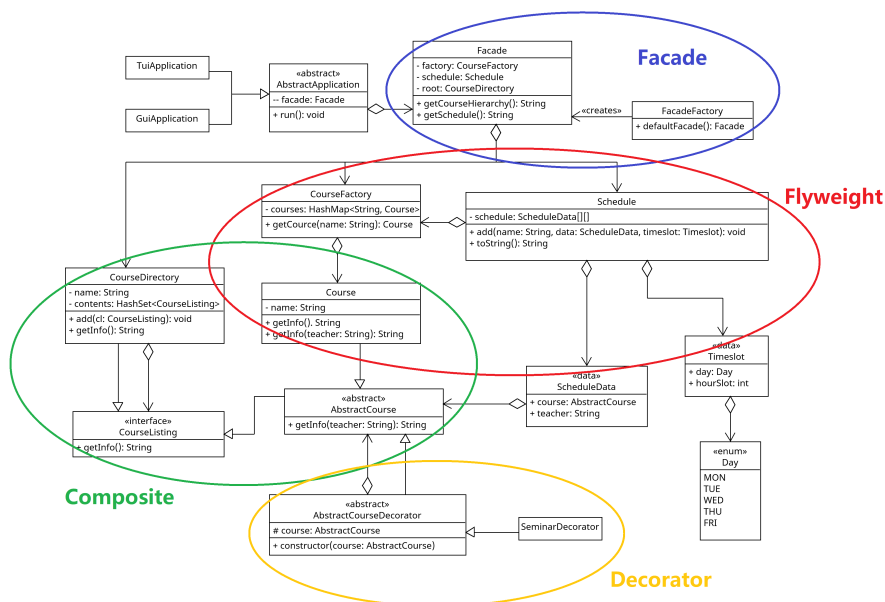 TuiApplication
GuiApplication
«abstract»
AbstractApplication
-- facade: Facade
+ run(): void
Facade
- factory: CourseFactory
- schedule: Schedule
- root: CourseDirectory
+ getCourseHierarchy(): String
+ getSchedule(): String
Facade
«creates»
FacadeFactory
+ defaultFacade(): Facade
CourseFactory
- courses: HashMap<String, Course>
+ getCource(name: String): Course
Schedule
- schedule: ScheduleData[][]
+ add(name: String, data: ScheduleData, timeslot: Timeslot): void
+ toString(): String
Flyweight
CourseDirectory
- name: String
- contents: HashSet<CourseListing>
+ add(cl: CourseListing): void
+ getInfo(): String
Course
- name: String
+ getInfo(). String
+ getInfo(teacher: String): String
«data»
Timeslot
+ day: Day
+ hourSlot: int
«data»
ScheduleData
+ course: AbstractCourse
+ teacher: String
«abstract»
AbstractCourse
+ getInfo(teacher: String): String
«interface»
CourseListing
+ getInfo(): String
«enum»
Day
MON
TUE
WED
THU
FRI
Composite
«abstract»
AbstractCourseDecorator
# course: AbstractCourse
+ constructor(course: AbstractCourse)
SeminarDecorator
Decorator